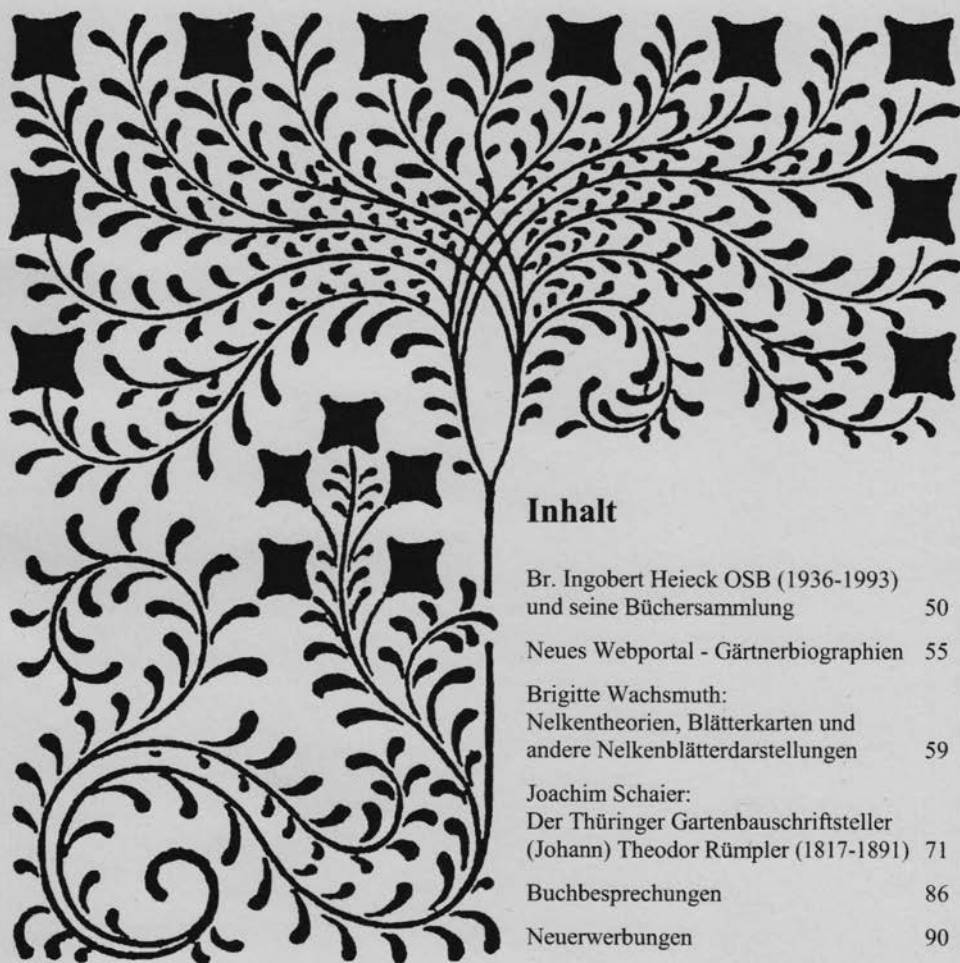 Inhalt
Br. Ingobert Heieck OSB (1936-1993)
und seine Büchersammlung 50
Neues Webportal - Gärtnerbiographien 55
Brigitte Wachsmuth:
Nelkentheorien, Blätterkarten und
andere Nelkenblätterdarstellungen 59
Joachim Schaier:
Der Thüringer Gartenbauschriftsteller
(Johann) Theodor Rümpler (1817-1891) 71
Buchbesprechungen 86
Neuerwerbungen 90